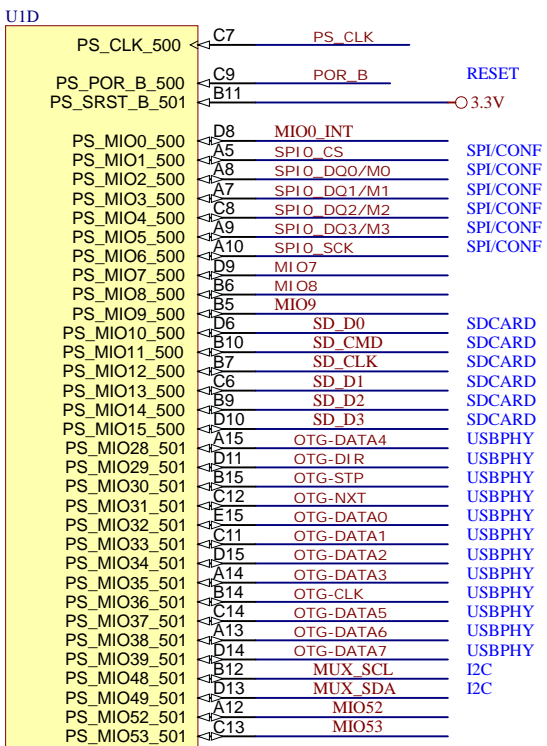 U1D
PS_CLK_500 C7 PS_CLK
PS_POR_B_500 C9 POR_B RESET
PS_SRST_B_501 B11 3.3V
PS_MIO0_500 D8 MIO0_INT
PS_MIO1_500 A5 SPI0_CS SPI/CONF
PS_MIO2_500 A8 SPI0_DQ0/M0 SPI/CONF
PS_MIO3_500 A7 SPI0_DQ1/M1 SPI/CONF
PS_MIO4_500 C8 SPI0_DQ2/M2 SPI/CONF
PS_MIO5_500 A9 SPI0_DQ3/M3 SPI/CONF
PS_MIO6_500 A10 SPI0_SCK SPI/CONF
PS_MIO7_500 D9 MIO7
PS_MIO8_500 B6 MIO8
PS_MIO9_500 B5 MIO9
PS_MIO10_500 D6 SD_D0 SDCARD
PS_MIO11_500 B10 SD_CMD SDCARD
PS_MIO12_500 B7 SD_CLK SDCARD
PS_MIO13_500 C6 SD_D1 SDCARD
PS_MIO14_500 B9 SD_D2 SDCARD
PS_MIO15_500 D10 SD_D3 SDCARD
PS_MIO28_501 A15 OTG-DATA4 USBPHY
PS_MIO29_501 D11 OTG-DIR USBPHY
PS_MIO30_501 B15 OTG-STP USBPHY
PS_MIO31_501 C12 OTG-NXT USBPHY
PS_MIO32_501 E15 OTG-DATA0 USBPHY
PS_MIO33_501 C11 OTG-DATA1 USBPHY
PS_MIO34_501 D15 OTG-DATA2 USBPHY
PS_MIO35_501 A14 OTG-DATA3 USBPHY
PS_MIO36_501 B14 OTG-CLK USBPHY
PS_MIO37_501 C14 OTG-DATA5 USBPHY
PS_MIO38_501 A13 OTG-DATA6 USBPHY
PS_MIO39_501 D14 OTG-DATA7 USBPHY
PS_MIO48_501 B12 MUX_SCL I2C
PS_MIO49_501 D13 MUX_SDA I2C
PS_MIO52_501 A12 MIO52
PS_MIO53_501 C13 MIO53